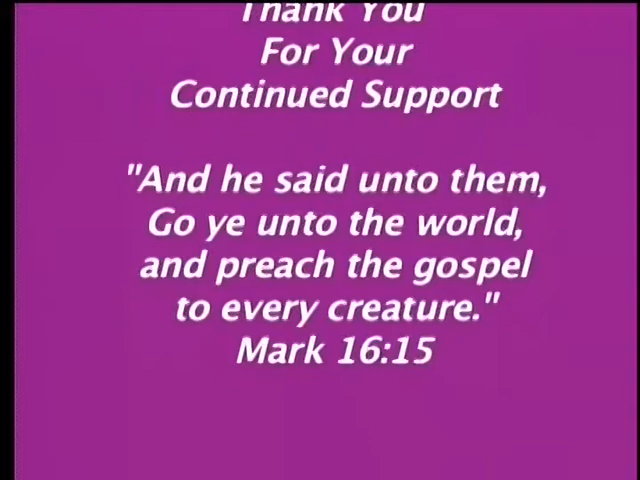 Thank You
For Your
Continued Support
"And he said unto them,
Go ye unto the world,
and preach the gospel
to every creature."
Mark 16:15